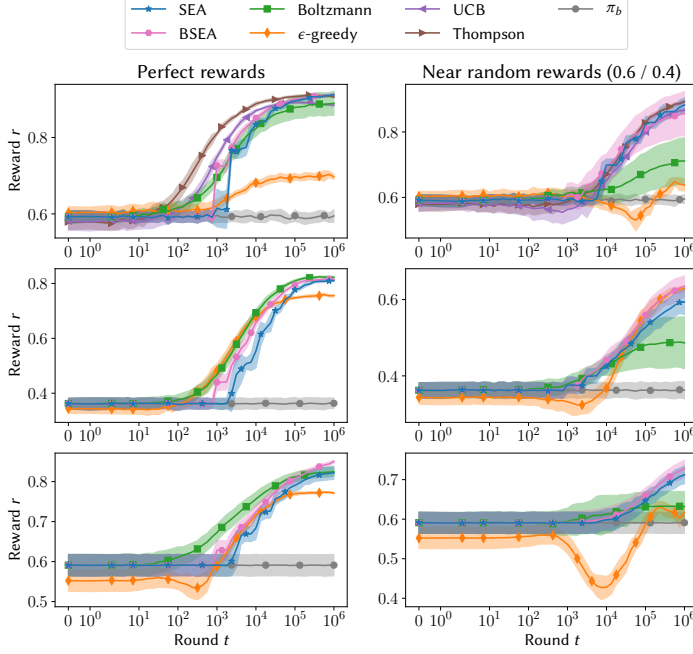 SEA Boltzmann UCB π_b
BSEA ϵ-greedy Thompson
Perfect rewards
Near random rewards (0.6 / 0.4)
Reward r
0.8
0.6
0 10^0 10^1 10^2 10^3 10^4 10^5 10^6
0.8
0.6
0 10^0 10^1 10^2 10^3 10^4 10^5 10^6
Reward r
0.8
0.6
0.4
0 10^0 10^1 10^2 10^3 10^4 10^5 10^6
0.6
0.4
0 10^0 10^1 10^2 10^3 10^4 10^5 10^6
Reward r
0.8
0.7
0.6
0.5
0 10^0 10^1 10^2 10^3 10^4 10^5 10^6
Round t
0.7
0.6
0.5
0.4
0 10^0 10^1 10^2 10^3 10^4 10^5 10^6
Round t